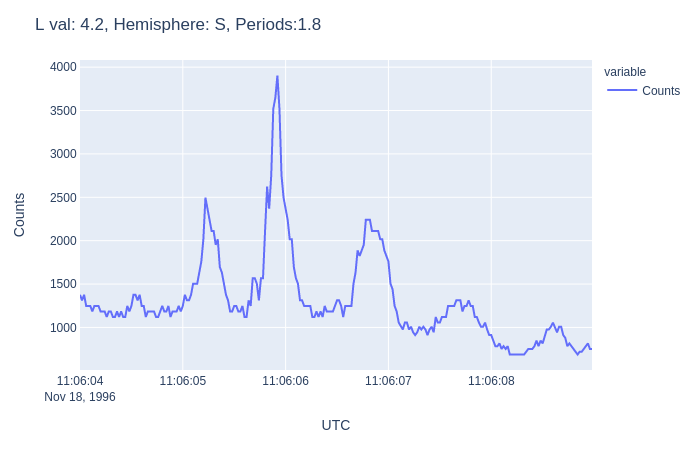 L val: 4.2, Hemisphere: S, Periods:1.8
4000
3500
3000
2500
2000
1500
1000
Counts
11:06:04
Nov 18, 1996
11:06:05
11:06:06
11:06:07
11:06:08
UTC
variable
Counts